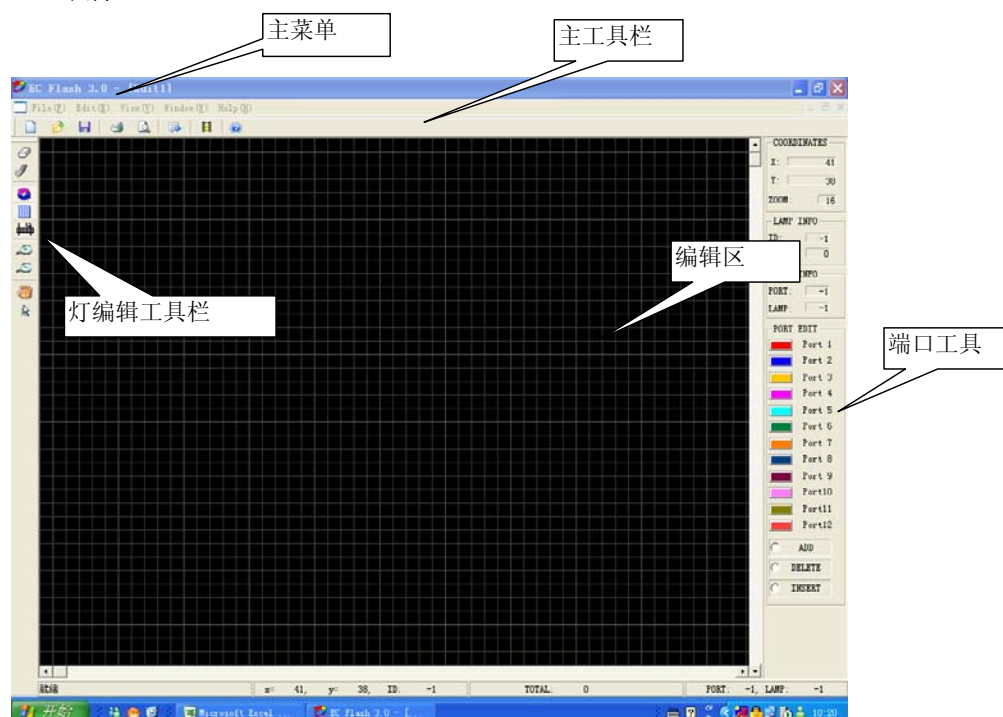 主菜单
主工具栏
EC Flash 3.0 - [Edit1]
File(F) Edit(E) View(V) Window(W) Help(H)
COORDINATES
X: 41
Y: 38
ZOOM: 16
LAMP INFO
ID: -1
0
编辑区
INFO
PORT: -1
LAMP: -1
灯编辑工具栏
PORT EDIT
端口工具
Port 1
Port 2
Port 3
Port 4
Port 5
Port 6
Port 7
Port 8
Port 9
Port10
Port11
Port12
ADD
DELETE
INSERT
就绪 x= 41, y= 38, ID: -1 TOTAL: 0 PORT: -1, LAMP: -1
开始 Microsoft Excel ... EC Flash 3.0 - [... 10:20